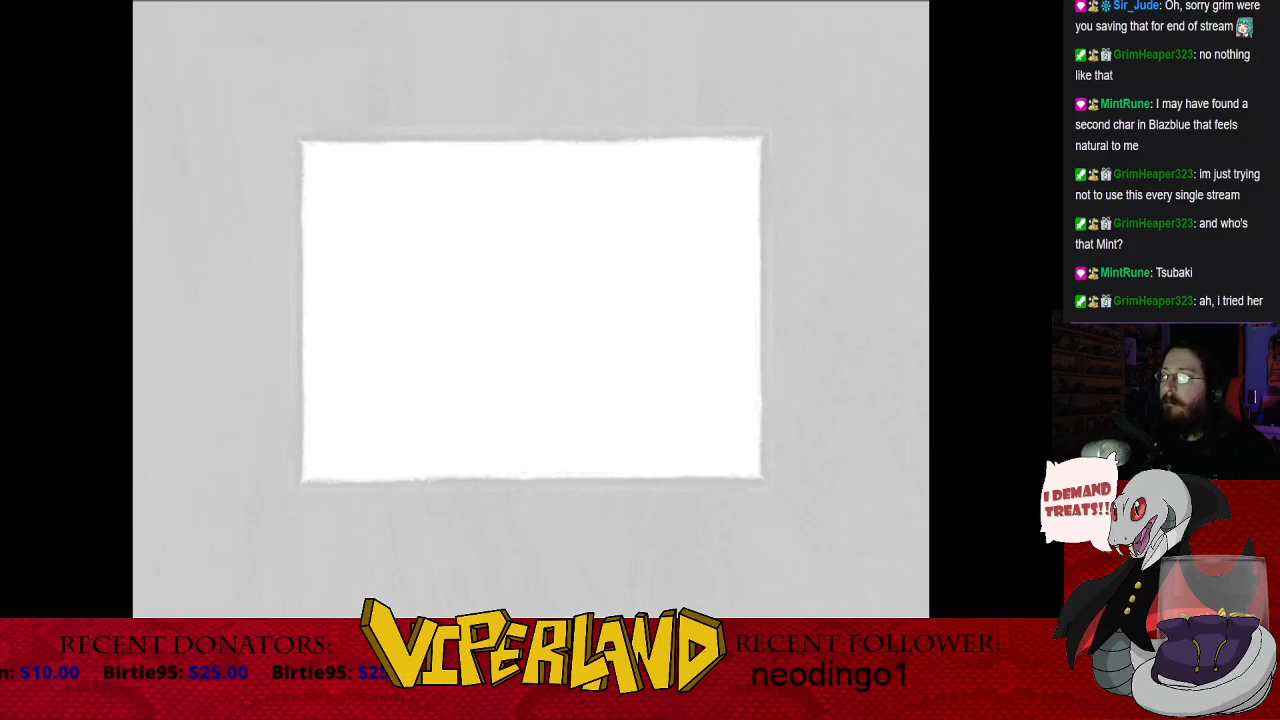 Sir_Jude: Oh, sorry grim were
you saving that for end of stream
GrimHeaper323: no nothing
like that
MintRune: I may have found a
second char in Blazblue that feels
natural to me
GrimHeaper323: im just trying
not to use this every single stream
GrimHeaper323: and who's
that Mint?
MintRune: Tsubaki
GrimHeaper323: ah, i tried her
I DEMAND
TREATS!!
VIPERLAND
RECENT DONATORS:
n: $10.00 Birtie95: $25.00 Birtie95: $25
RECENT FOLLOWER:
neodingo1